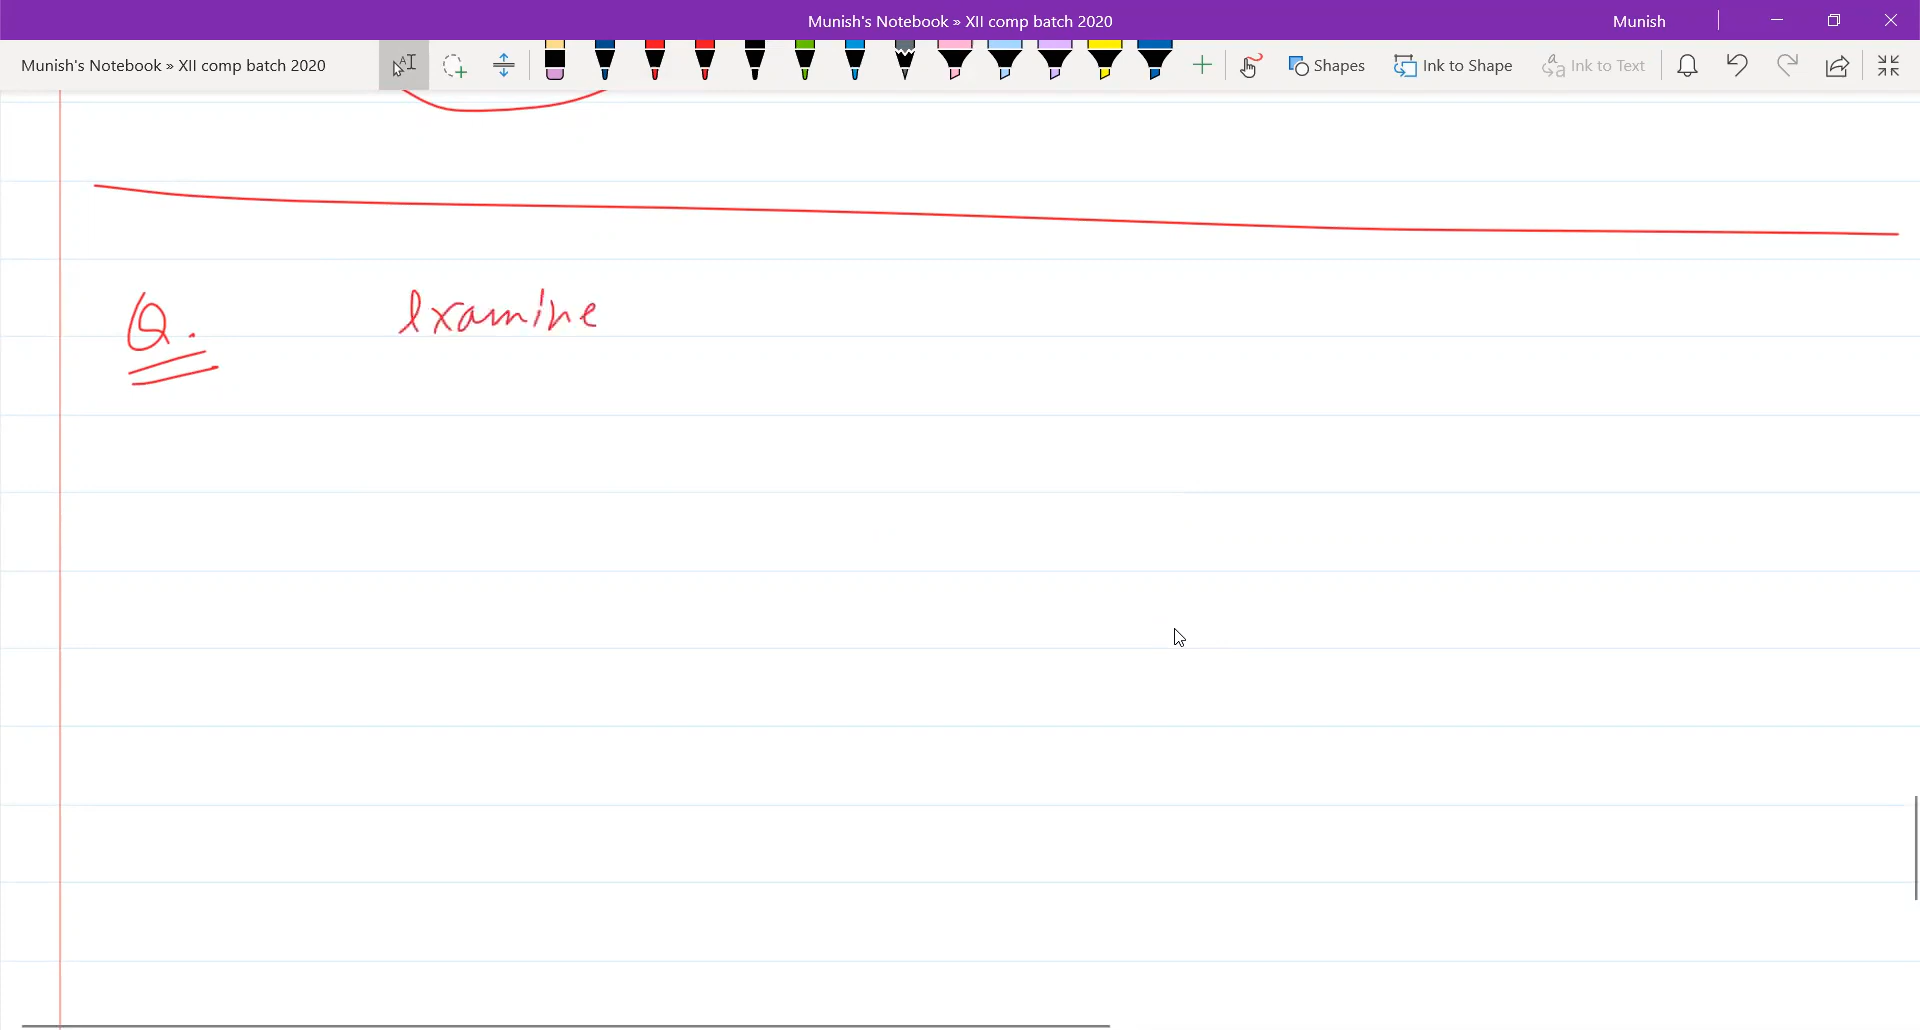 Munish's Notebook » XII comp batch 2020
Munish
Munish's Notebook » XII comp batch 2020
Shapes
Ink to Shape
Ink to Text
Q. examine